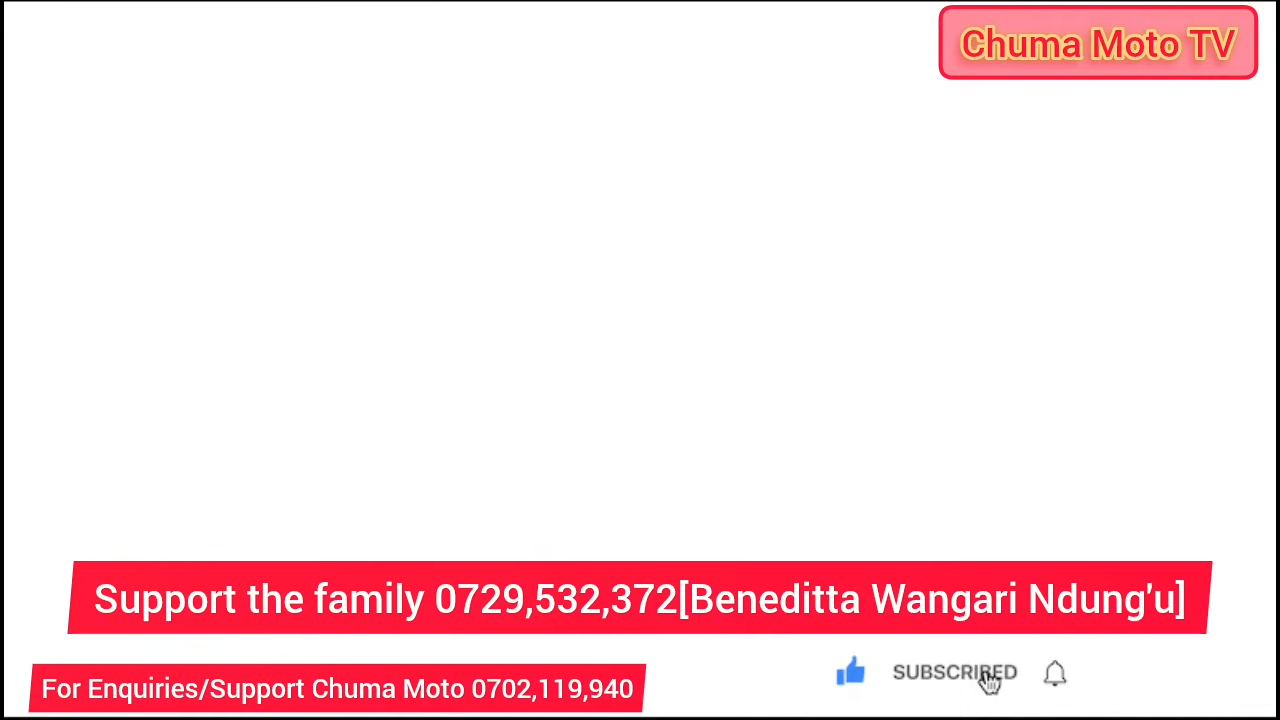 Chuma Moto TV
Support the family 0729,532,372[Beneditta Wangari Ndung'u]
For Enquiries/Support Chuma Moto 0702,119,940
SUBSCRIBED